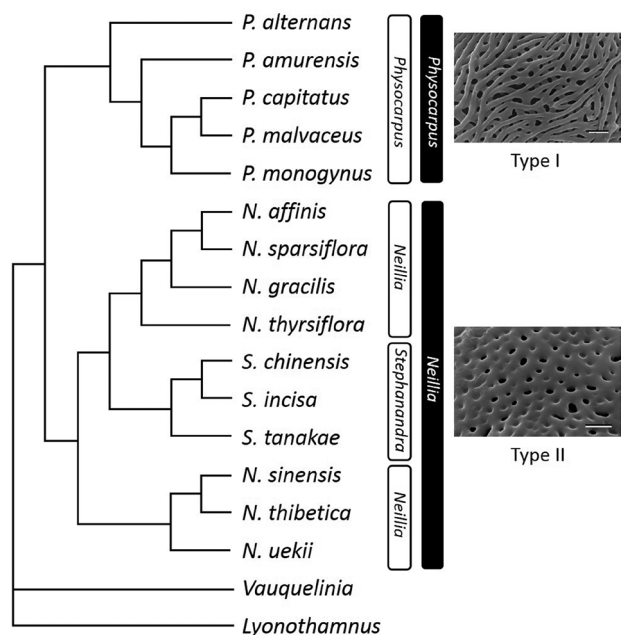 P. alternans
P. amurensis
P. capitatus
P. malvaceus
P. monogynus
N. affinis
N. sparsiflora
N. gracilis
N. thyrsiflora
S. chinensis
S. incisa
S. tanakae
N. sinensis
N. thibetica
N. uekii
Vauquelinia
Lyonothamnus
Physocarpus
Neillia
Stephanandra
Neillia
Physocarpus
Neillia
Type I
Type II